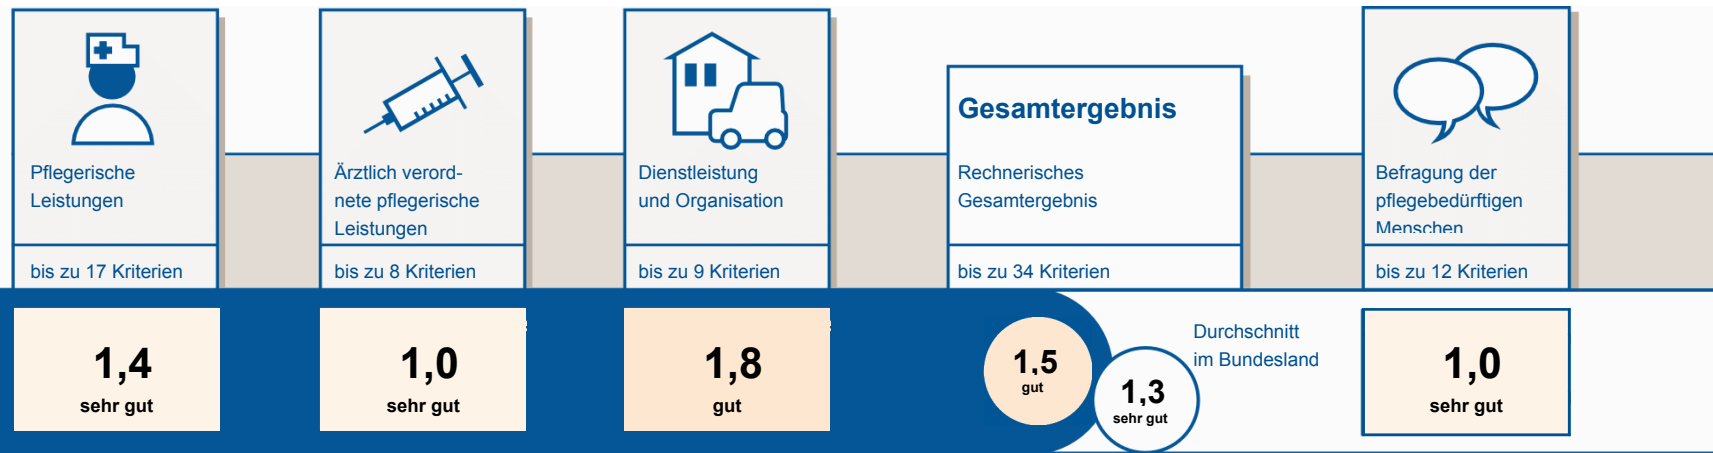 Pflegerische
Leistungen
bis zu 17 Kriterien
1,4
sehr gut
Ärztlich verord-
nete pflegerische
Leistungen
bis zu 8 Kriterien
1,0
sehr gut
Dienstleistung
und Organisation
bis zu 9 Kriterien
1,8
gut
Gesamtergebnis
Rechnerisches
Gesamtergebnis
bis zu 34 Kriterien
1,5
gut
1,3
sehr gut
Durchschnitt
im Bundesland
Befragung der
pflegebedürftigen
Menschen
bis zu 12 Kriterien
1,0
sehr gut